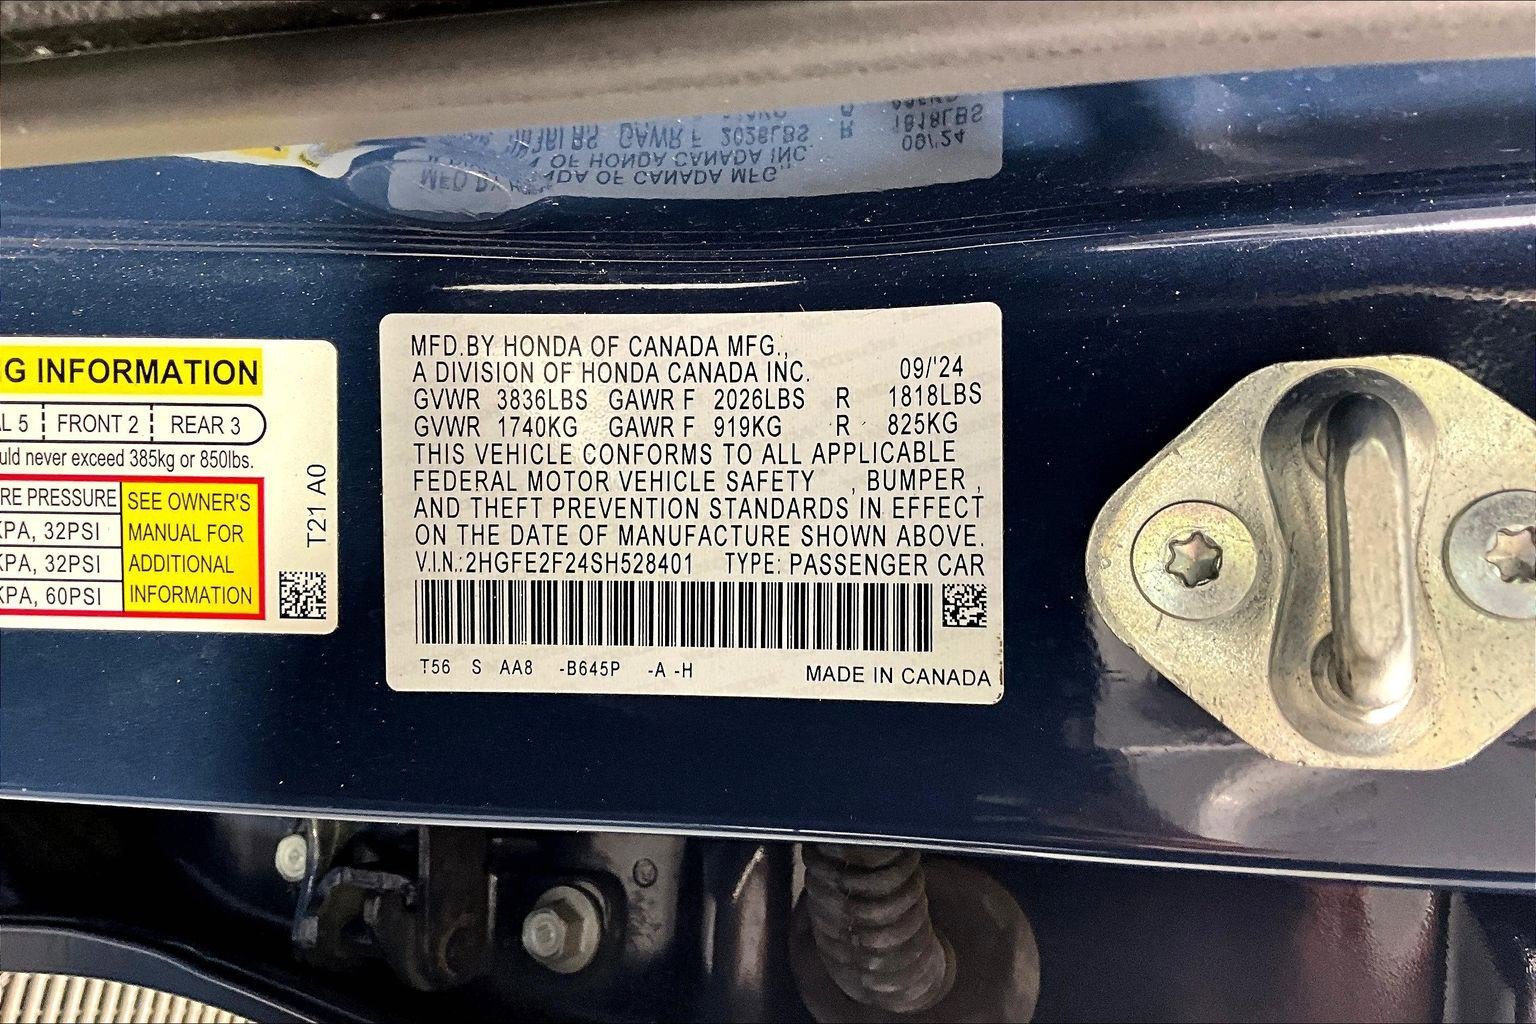 G INFORMATION
L 5 FRONT 2 REAR 3
uld never exceed 385kg or 850lbs.
RE PRESSURE SEE OWNER'S
KPA, 32PSI MANUAL FOR
KPA, 32PSI ADDITIONAL
KPA, 60PSI INFORMATION
T21 A0
MFD.BY HONDA OF CANADA MFG.,
A DIVISION OF HONDA CANADA INC. 09/'24
GVWR 3836LBS GAWR F 2026LBS R 1818LBS
GVWR 1740KG GAWR F 919KG R 825KG
THIS VEHICLE CONFORMS TO ALL APPLICABLE
FEDERAL MOTOR VEHICLE SAFETY , BUMPER ,
AND THEFT PREVENTION STANDARDS IN EFFECT
ON THE DATE OF MANUFACTURE SHOWN ABOVE.
V.I.N.:2HGFE2F24SH528401 TYPE: PASSENGER CAR
T56 S AA8 -B645P -A -H MADE IN CANADA